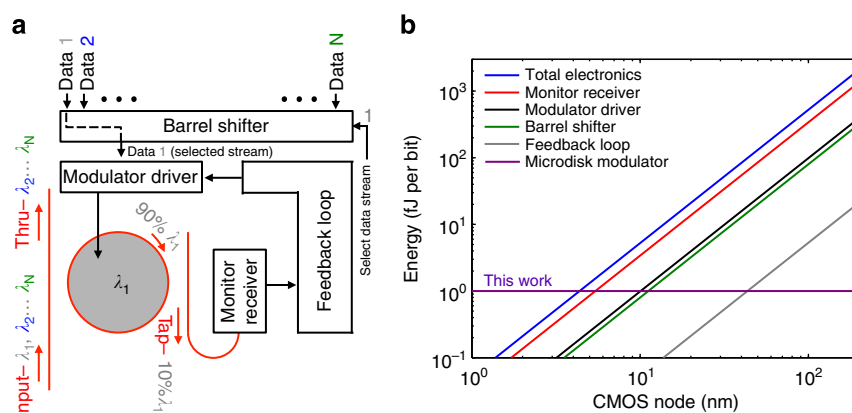 a
Data 1
Data 2
Data N
Barrel shifter
1
Data 1 (selected stream)
Modulator driver
Select data stream
Feedback loop
Monitor
receiver
90% λ1
λ1
Thru– λ2... λN
Input– λ1, λ2... λN
Tap– 10%λ1
b
Total electronics
Monitor receiver
Modulator driver
Barrel shifter
Feedback loop
Microdisk modulator
This work
Energy (fJ per bit)
10^3
10^2
10^1
10^0
10^−1
10^0
10^1
10^2
CMOS node (nm)